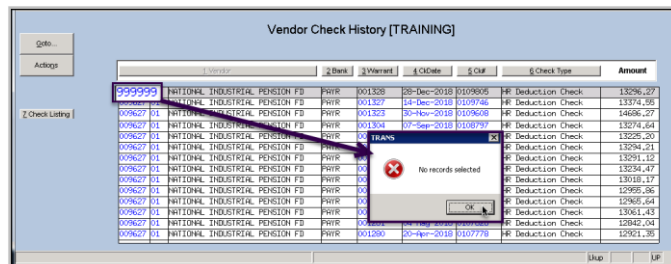 Vendor Check History [TRAINING]
Goto...
Actions
7 Check Listing
1 Vendor 2 Bank 3 Warrant 4 CkDate 5 Ck# 6 Check Type Amount
999999 NATIONAL INDUSTRIAL PENSION FD PAYR 001328 28-Dec-2018 0109805 HR Deduction Check 13296,27
009627 01 NATIONAL INDUSTRIAL PENSION FD PAYR 001327 14-Dec-2018 0109746 HR Deduction Check 13374,55
009627 01 NATIONAL INDUSTRIAL PENSION FD PAYR 001323 30-Nov-2018 0109608 HR Deduction Check 14686,27
009627 01 NATIONAL INDUSTRIAL PENSION FD PAYR 001304 07-Sep-2018 0108797 HR Deduction Check 13274,64
009627 01 NATIONAL INDUSTRIAL PENSION FD PAYR HR Deduction Check 13225,20
009627 01 NATIONAL INDUSTRIAL PENSION FD PAYR HR Deduction Check 13294,21
009627 01 NATIONAL INDUSTRIAL PENSION FD PAYR HR Deduction Check 13291,12
009627 01 NATIONAL INDUSTRIAL PENSION FD PAYR HR Deduction Check 13234,47
009627 01 NATIONAL INDUSTRIAL PENSION FD PAYR HR Deduction Check 13018,17
009627 01 NATIONAL INDUSTRIAL PENSION FD PAYR HR Deduction Check 12955,86
009627 01 NATIONAL INDUSTRIAL PENSION FD PAYR HR Deduction Check 12965,64
009627 01 NATIONAL INDUSTRIAL PENSION FD PAYR HR Deduction Check 13061,43
009627 01 NATIONAL INDUSTRIAL PENSION FD PAYR HR Deduction Check 12842,04
009627 01 NATIONAL INDUSTRIAL PENSION FD PAYR 001280 20-Apr-2018 0107778 HR Deduction Check 12921,35
TRANS
No records selected
OK
Lkup UP